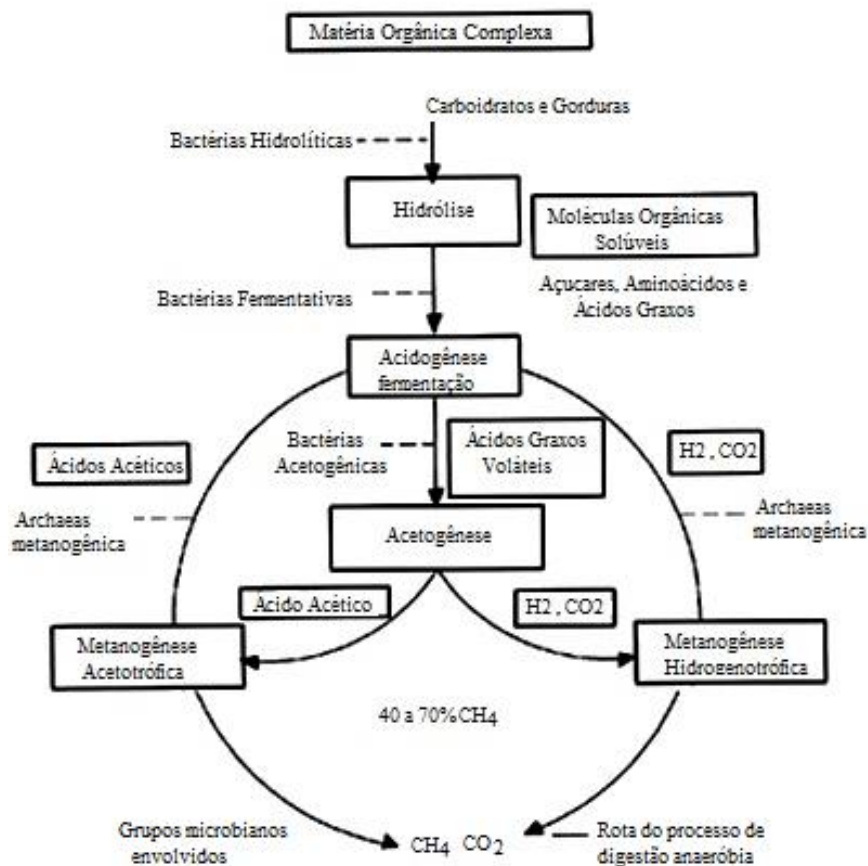 Matéria Orgânica Complexa
Carboidratos e Gorduras
Bactérias Hidrolíticas
Hidrólise
Moléculas Orgânicas
Solúveis
Bactérias Fermentativas
Açucares, Aminoácidos e
Ácidos Graxos
Acidogênese
fermentação
Bactérias
Acetogênicas
Ácidos Graxos
Voláteis
Ácidos Acéticos
H2 , CO2
Archaeas
metanogênica
Archaeas
metanogênica
Acetogênese
Ácido Acético
H2 , CO2
Metanogênese
Acetotrófica
Metanogênese
Hidrogenotrófica
40 a 70% CH4
Grupos microbianos
envolvidos
CH4 CO2
Rota do processo de
digestão anaeróbia